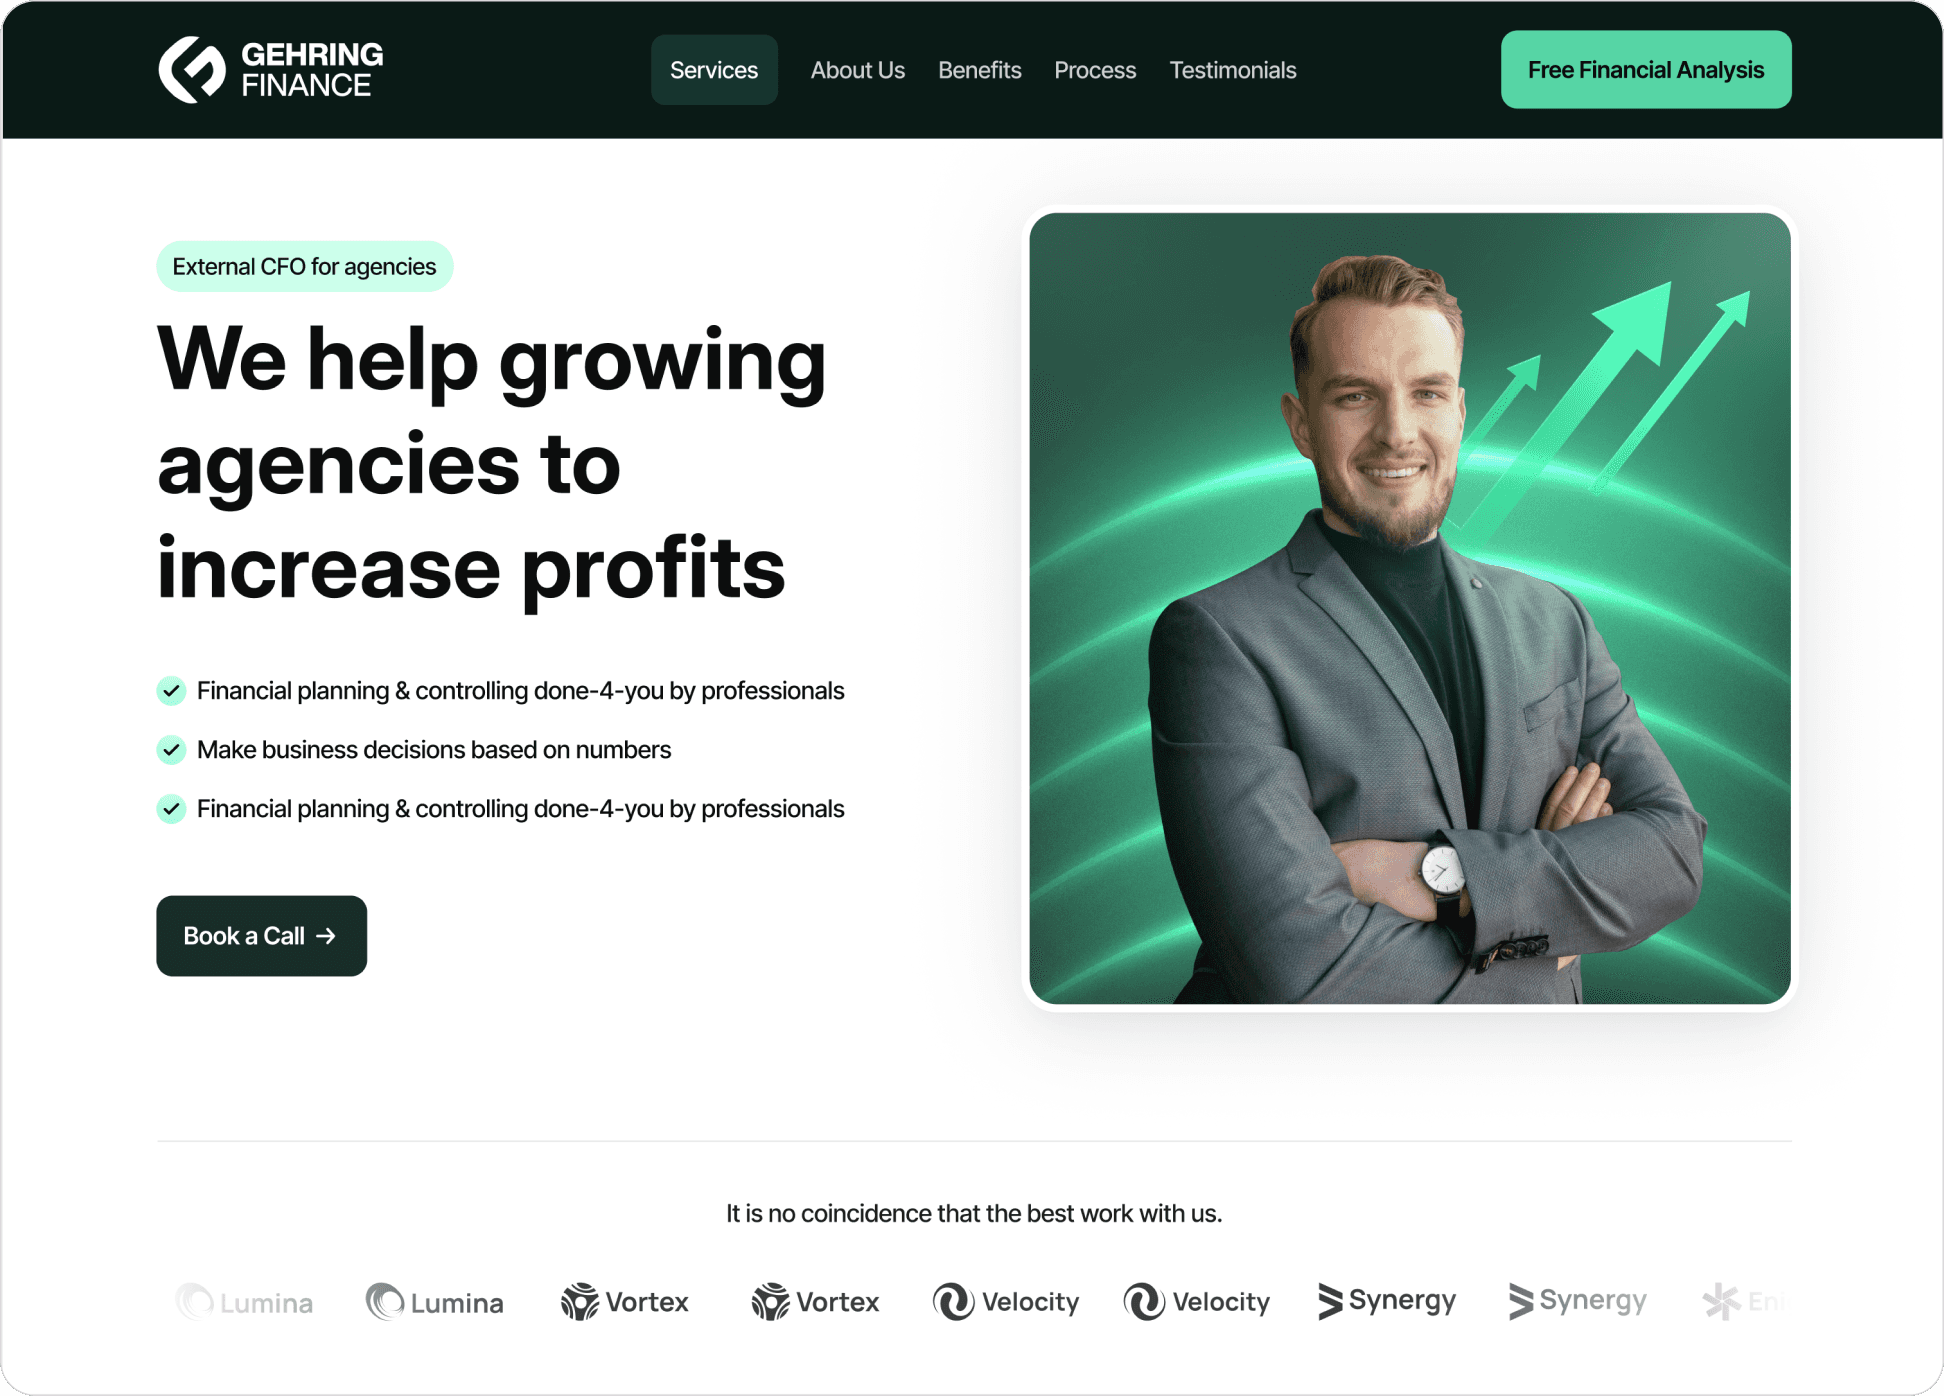 GEHRING
FINANCE
Services
About Us
Benefits
Process
Testimonials
Free Financial Analysis
External CFO for agencies
We help growing
agencies to
increase profits
Financial planning & controlling done-4-you by professionals
Make business decisions based on numbers
Financial planning & controlling done-4-you by professionals
Book a Call →
It is no coincidence that the best work with us.
Lumina
Lumina
Vortex
Vortex
Velocity
Velocity
Synergy
Synergy